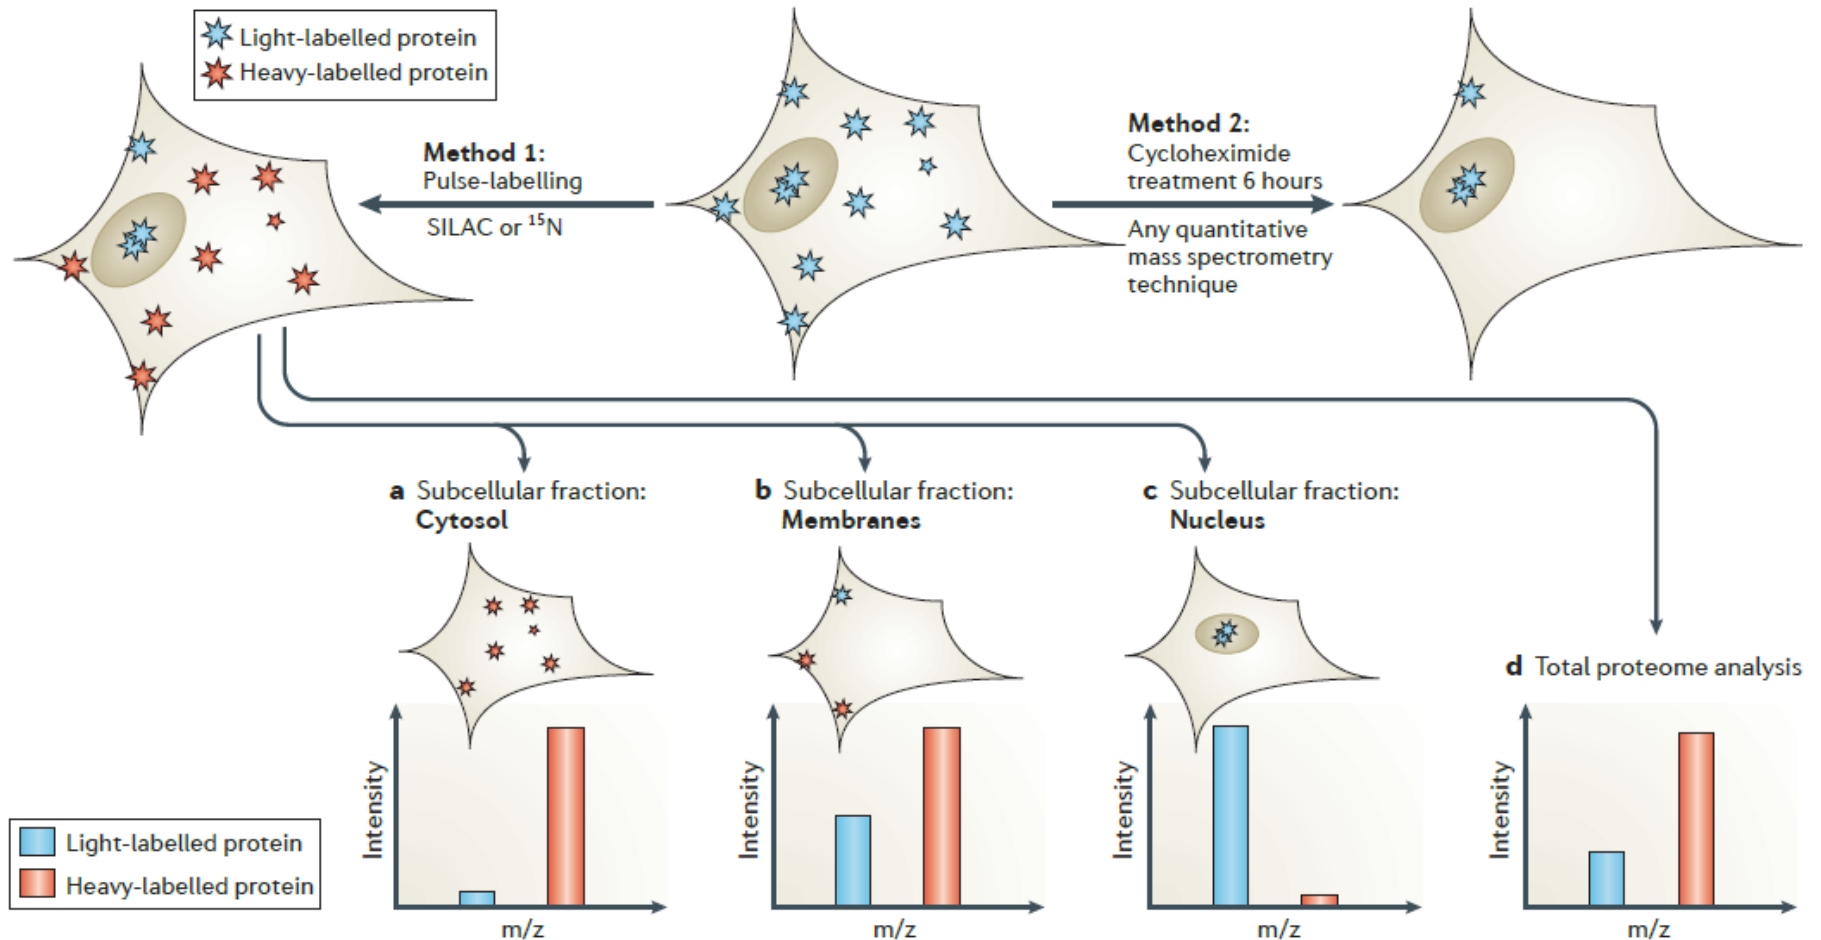 Light-labelled protein
Heavy-labelled protein
Method 1:
Pulse-labelling
SILAC or ¹⁵N
Method 2:
Cycloheximide
treatment 6 hours
Any quantitative
mass spectrometry
technique
a Subcellular fraction:
Cytosol
b Subcellular fraction:
Membranes
c Subcellular fraction:
Nucleus
d Total proteome analysis
Intensity
m/z
Intensity
m/z
Intensity
m/z
Intensity
m/z
Light-labelled protein
Heavy-labelled protein